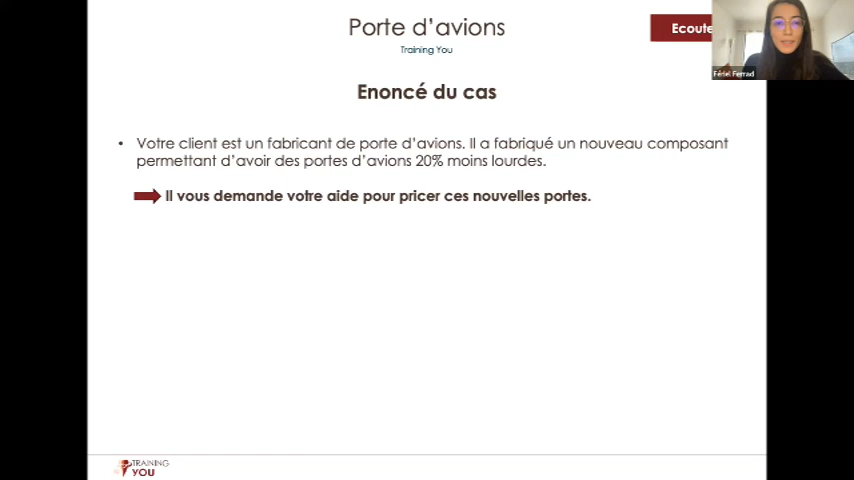 Porte d’avions
Training You
Ecoute
Fériel Ferrad
Enoncé du cas
• Votre client est un fabricant de porte d’avions. Il a fabriqué un nouveau composant
permettant d’avoir des portes d’avions 20% moins lourdes.
Il vous demande votre aide pour pricer ces nouvelles portes.
TRAINING
YOU